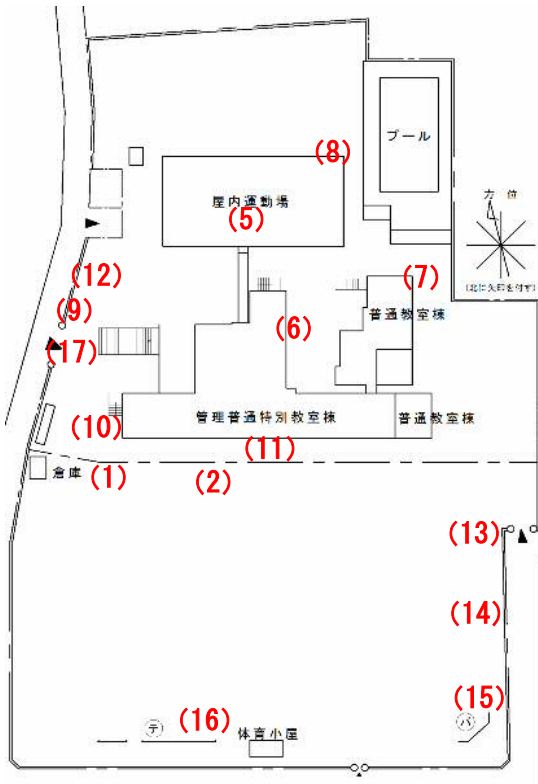 プール
(8)
屋内運動場
(5)
方 位
(北に矢印を付す)
(12)
(7)
(9)
(6)
普通教室棟
(17)
(10)
管理普通特別教室棟
普通教室棟
(11)
倉庫
(1)
(2)
(13)
(14)
(15)
テ
(16)
バ
体育小屋